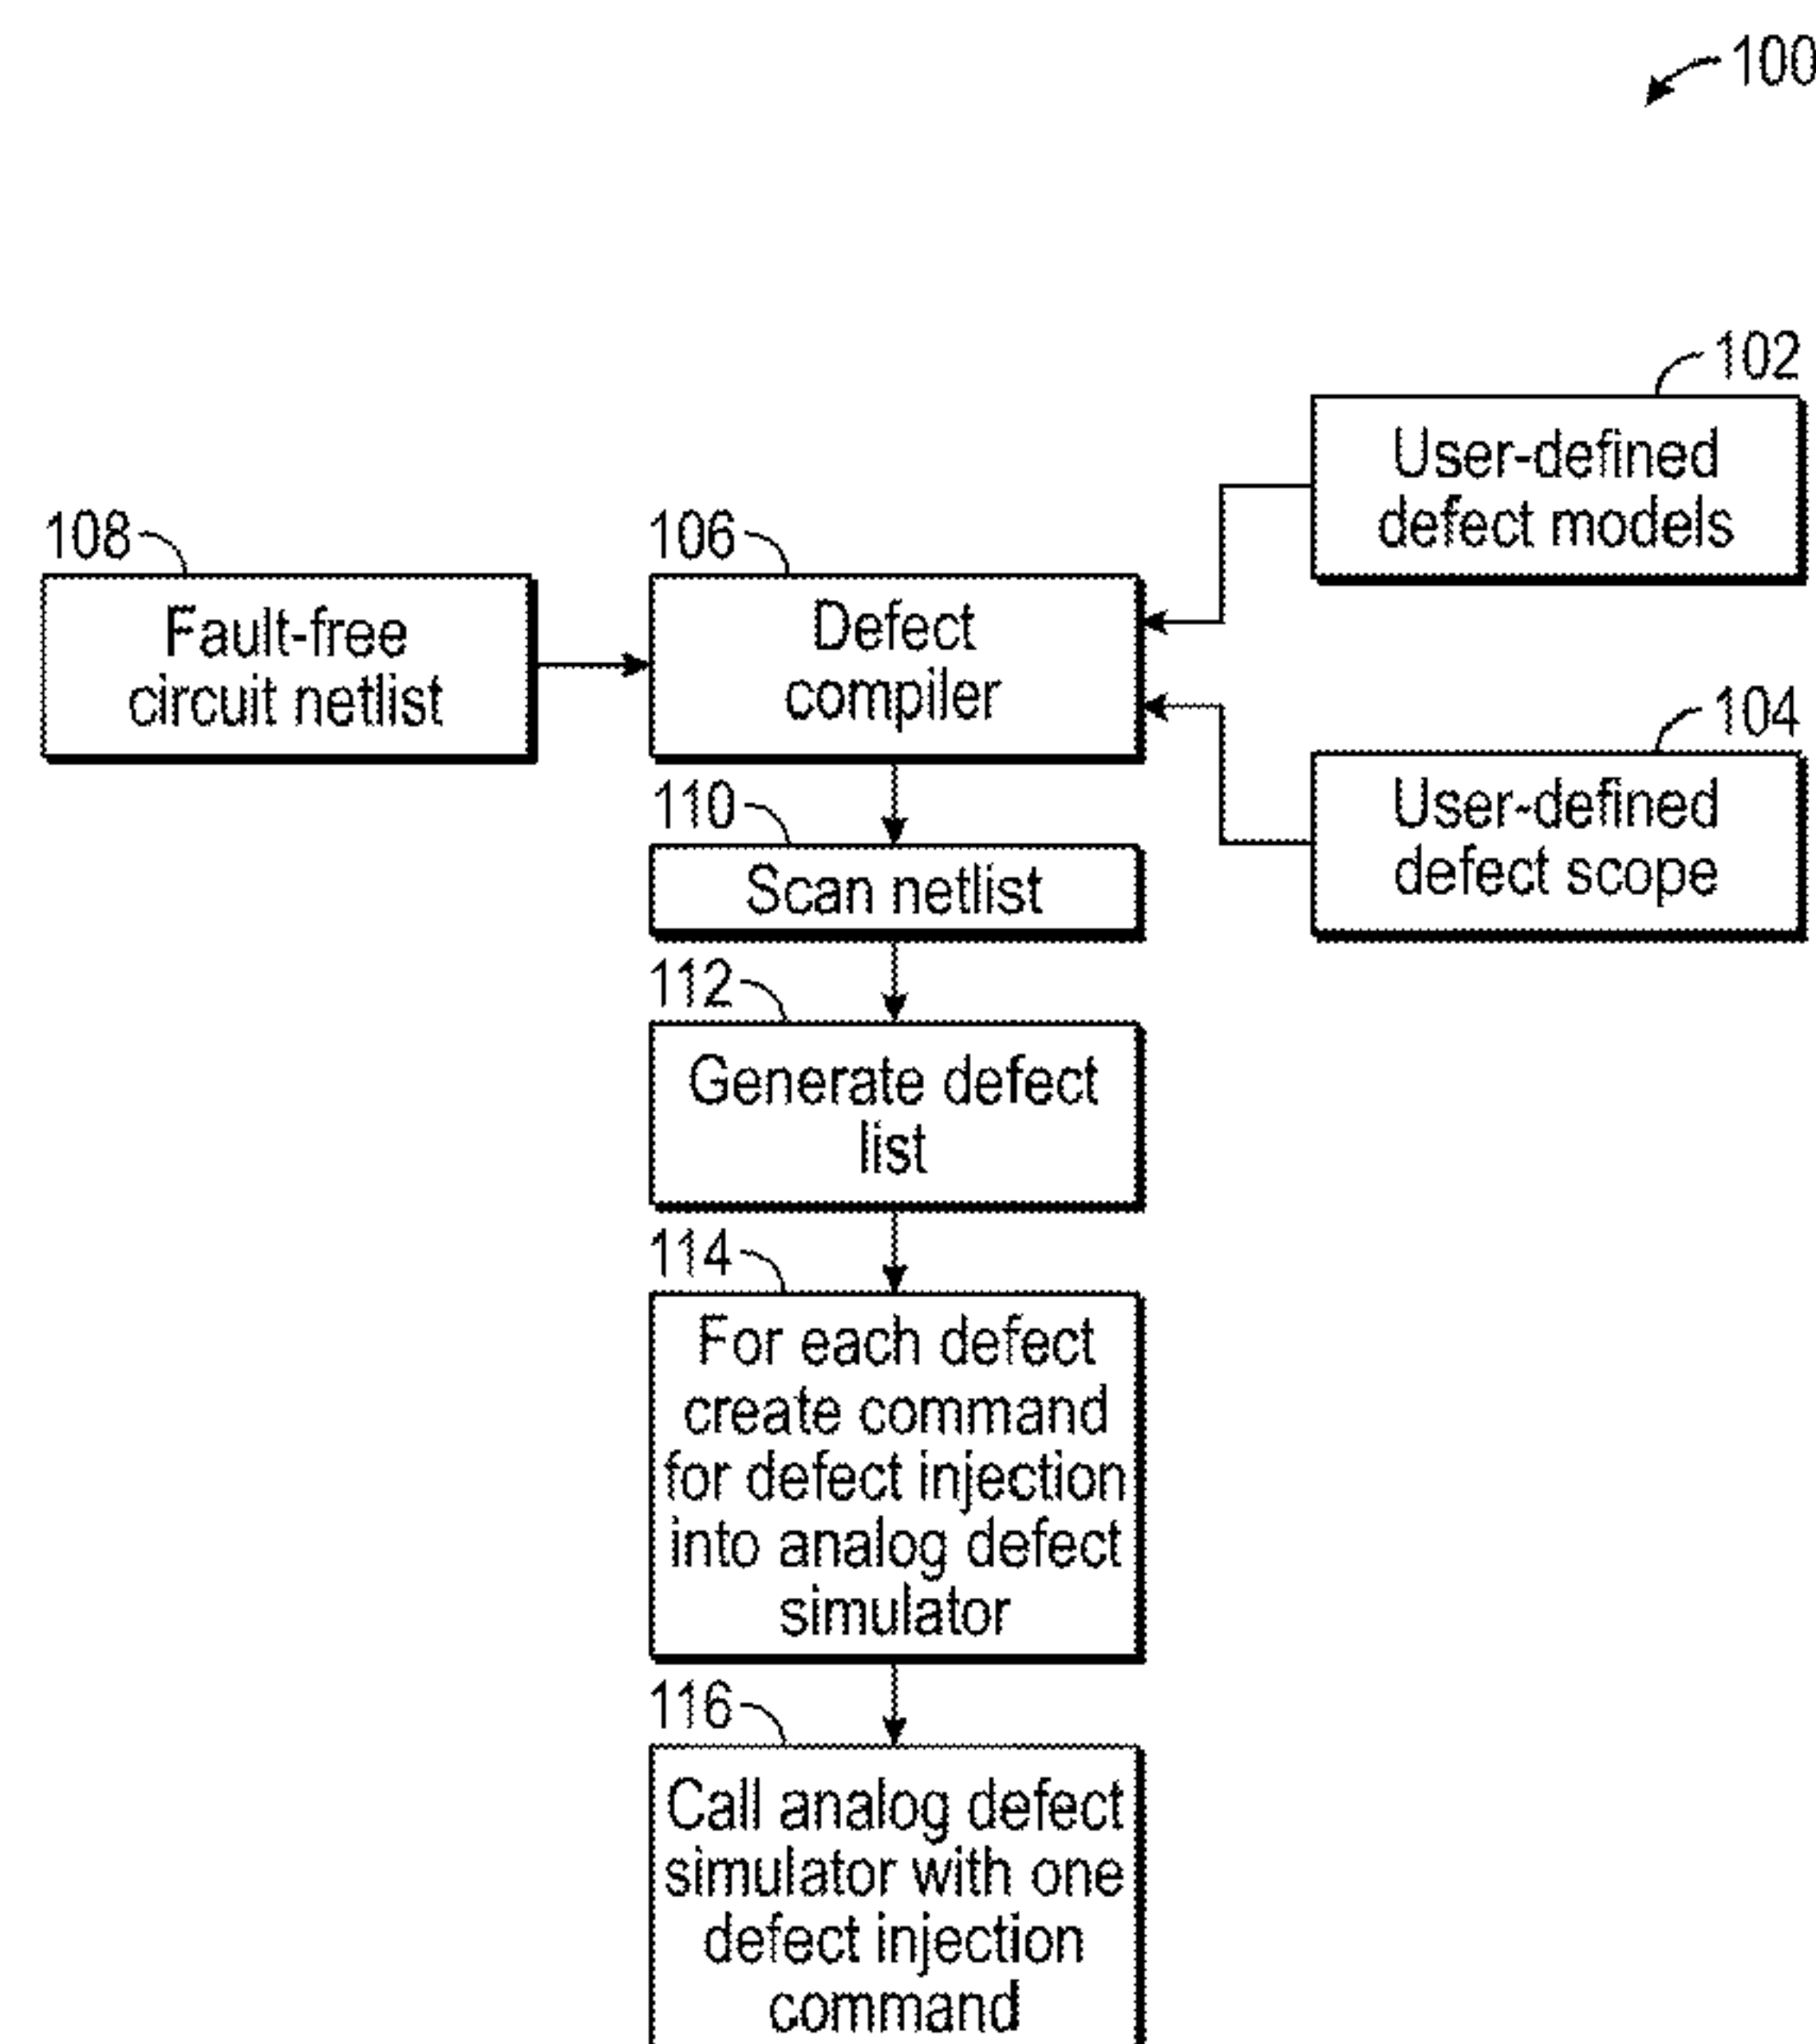 100
102
User-defined
defect models
108
106
Fault-free
circuit netlist
Defect
compiler
104
User-defined
defect scope
110
Scan netlist
112
Generate defect
list
114
For each defect
create command
for defect injection
into analog defect
simulator
116
Call analog defect
simulator with one
defect injection
command